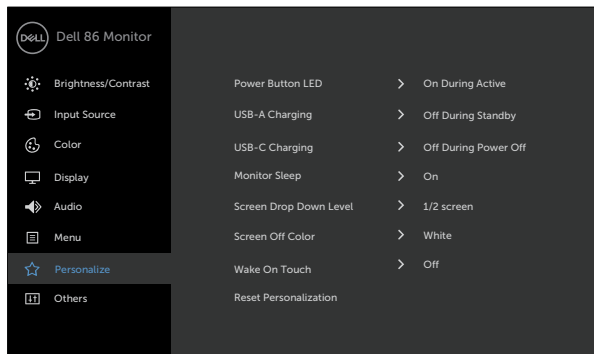 DELL Dell 86 Monitor
Brightness/Contrast
Input Source
Color
Display
Audio
Menu
Personalize
Others
Power Button LED > On During Active
USB-A Charging > Off During Standby
USB-C Charging > Off During Power Off
Monitor Sleep > On
Screen Drop Down Level > 1/2 screen
Screen Off Color > White
Wake On Touch > Off
Reset Personalization